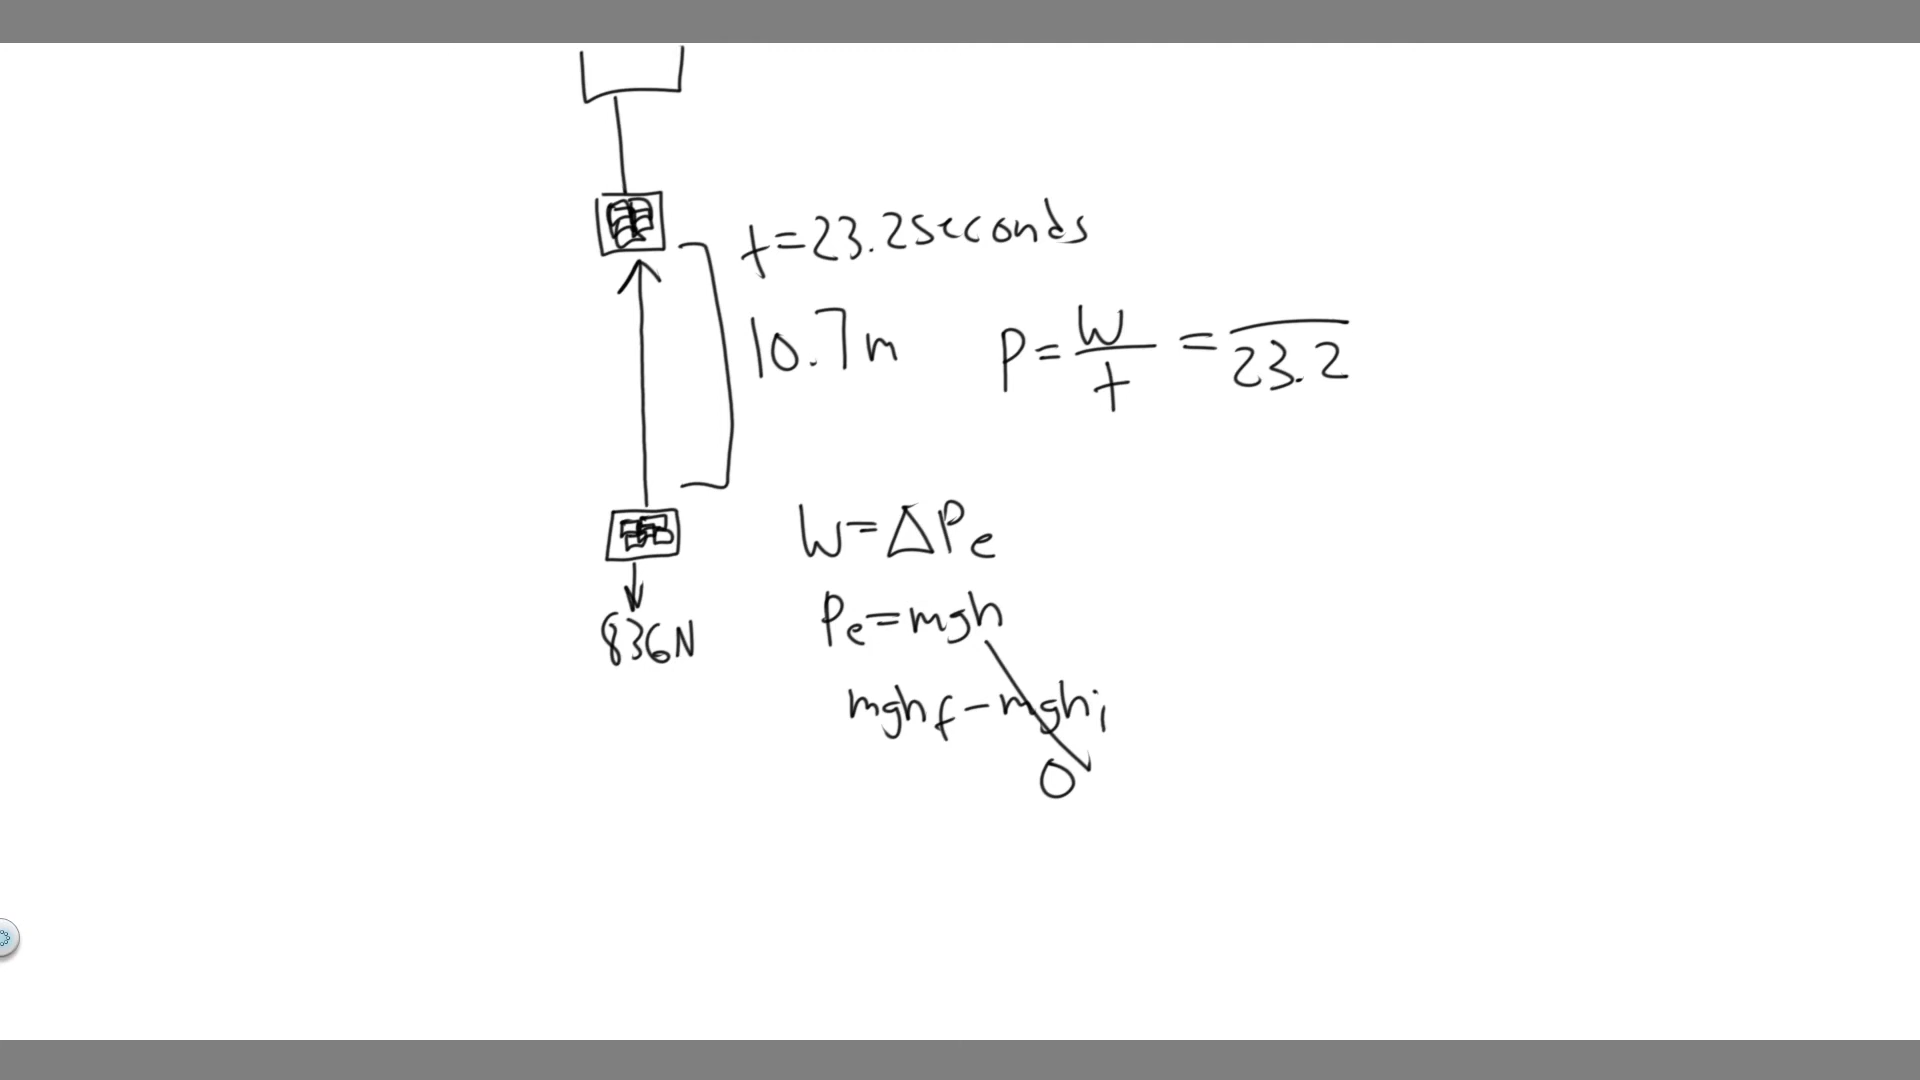 t=23.2seconds
10.7m
P=W/t=/23.2
W=ΔPe
836N
Pe=mgh
mghf-mghi
0